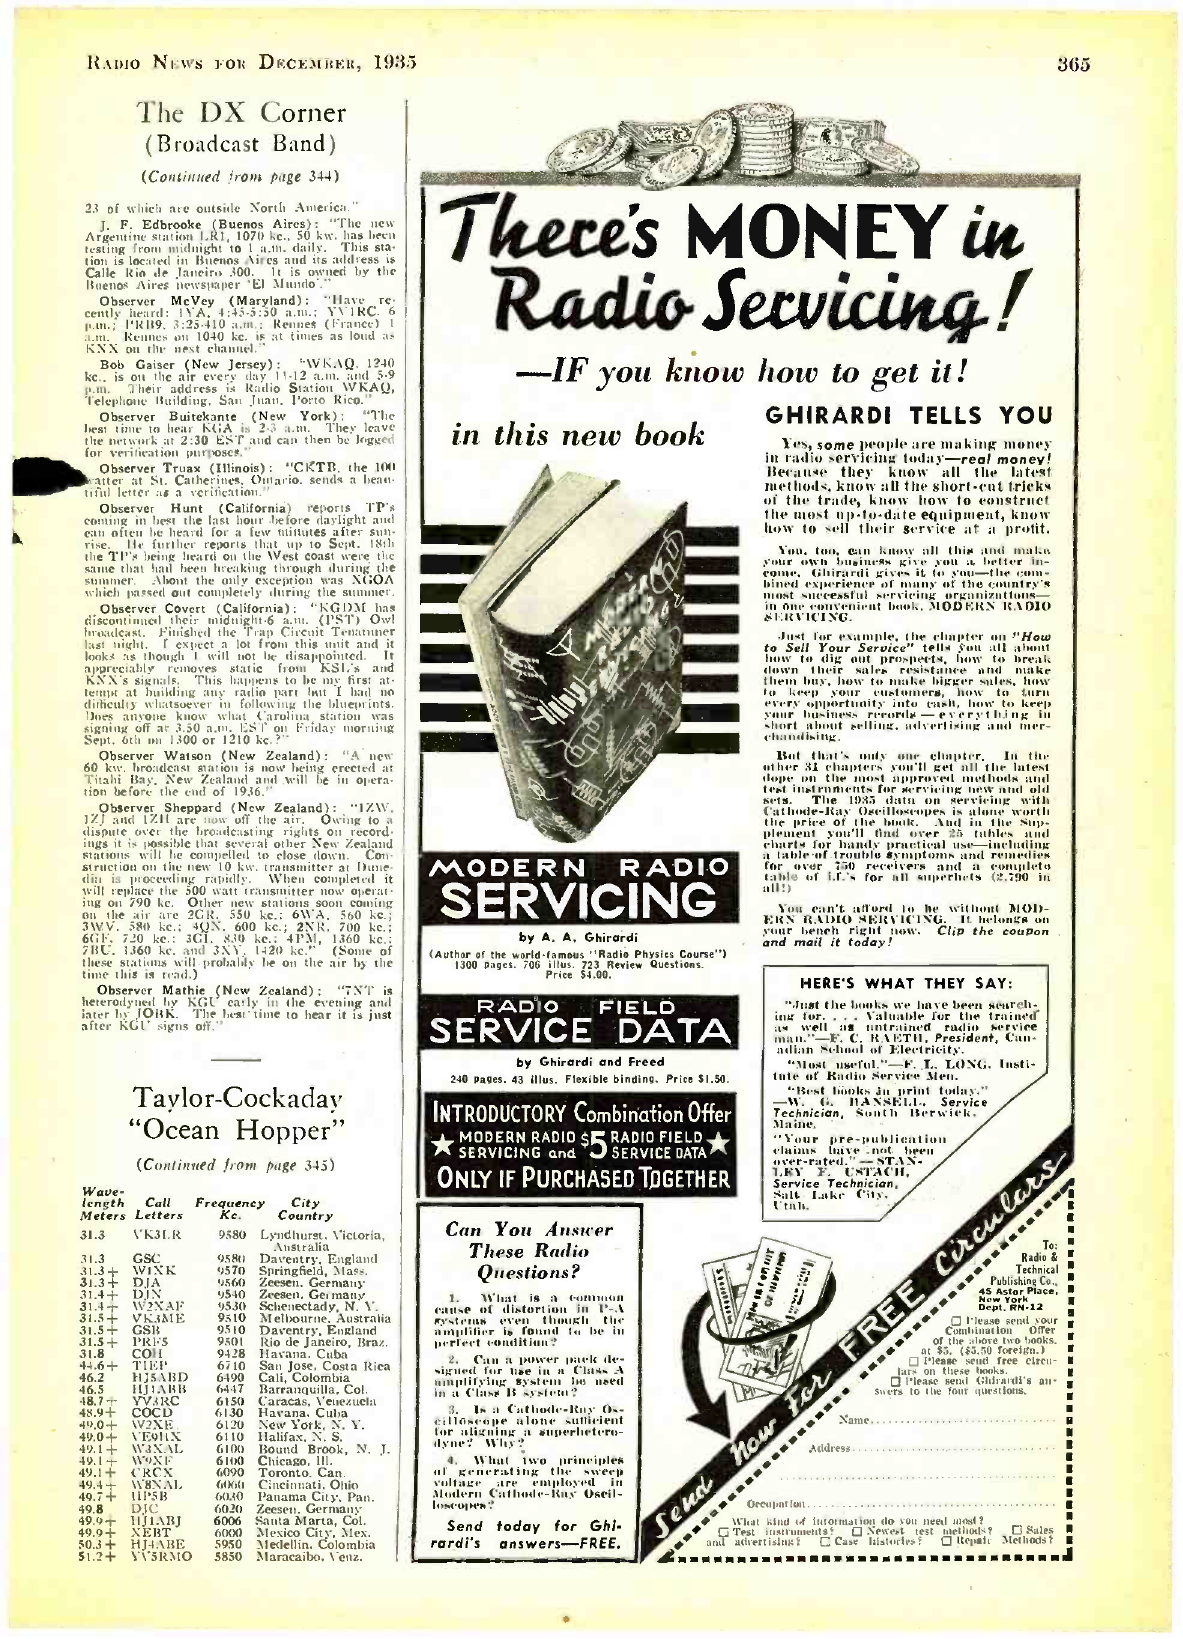 RADIO NEWS FOR DECEMBER, 1935
365
The DX Corner
(Broadcast Band)
(Continued from page 344)
23 of which are outside North America."
J. F. Edbrooke (Buenos Aires): "The new
Argentine station LR1, 1070 kc., 50 kw. has been
testing from midnight to 1 a.m. daily. This sta-
tion is located in Buenos Aires and its address is
Calle Rio de Janeiro 300. It is owned by the
Buenos Aires newspaper 'El Mundo'."
Observer McVey (Maryland): "Have re-
cently heard: 1YA, 4:45-5:50 a.m.; YV1RC, 6
p.m.; PRB9, 3:25-410 a.m.; Rennes (France) 1
a.m. Rennes on 1040 kc. is at times as loud as
KNX on the next channel."
Bob Gaiser (New Jersey): "WKAQ, 1240
kc., is on the air every day 11-12 a.m. and 5-9
p.m. Their address is Radio Station WKAQ,
Telephone Building, San Juan, Porto Rico."
Observer Buitekante (New York): "The
best time to hear KGA is 2-3 a.m. They leave
the network at 2:30 EST and can then be logged
for verification purposes."
Observer Truax (Illinois): "CKTB, the 100
watter at St. Catherines, Ontario, sends a beau-
tiful letter as a verification."
Observer Hunt (California) reports TP's
coming in best the last hour before daylight and
can often be heard for a few minutes after sun-
rise. He further reports that up to Sept. 18th
the TP's being heard on the West coast were the
same that had been breaking through during the
summer. About the only exception was XGOA
which passed out completely during the summer.
Observer Covert (California): "KGDM has
discontinued their midnight-6 a.m. (PST) Owl
broadcast. Finished the Trap Circuit Tenatuner
last night. I expect a lot from this unit and it
looks as though I will not be disappointed. It
appreciably removes static from KSL's and
KNX's signals. This happens to be my first at-
tempt at building any radio part but I had no
difficulty whatsoever in following the blueprints.
Does anyone know what Carolina station was
signing off at 3.50 a.m. EST on Friday morning
Sept. 6th on 1300 or 1210 kc.?"
Observer Watson (New Zealand): "A new
60 kw. broadcast station is now being erected at
Titahi Bay, New Zealand and will be in opera-
tion before the end of 1936."
Observer Sheppard (New Zealand): "1ZW,
1ZJ and 1ZH are now off the air. Owing to a
dispute over the broadcasting rights on record-
ings it is possible that several other New Zealand
stations will be compelled to close down. Con-
struction on the new 10 kw. transmitter at Dune-
din is proceeding rapidly. When completed it
will replace the 500 watt transmitter now operat-
ing on 790 kc. Other new stations soon coming
on the air are 2GR, 550 kc.; 6WA, 560 kc.;
3WV, 580 kc.; 4QX, 600 kc.; 2NR, 700 kc.;
6GF, 720 kc.; 3GI, 830 kc.; 4PM, 1360 kc.;
7BU, 1360 kc. and 3XY, 1420 kc." (Some of
these stations will probably be on the air by the
time this is read.)
Observer Mathie (New Zealand): "7NT is
heterodyned by KGU early in the evening and
later by JOBK. The best time to hear it is just
after KGU signs off."
Taylor-Cockaday
"Ocean Hopper"
(Continued from page 345)
Wave-
length Call Frequency City
Meters Letters Kc. Country
31.3 VK3LR 9580 Lyndhurst, Victoria,
Australia
31.3 GSC 9580 Daventry, England
31.3+ W1XK 9570 Springfield, Mass.
31.3+ DJA 9560 Zeesen, Germany
31.4+ DJN 9540 Zeesen, Germany
31.4+ W2XAF 9530 Schenectady, N. Y.
31.5+ VK3ME 9510 Melbourne, Australia
31.5+ GSB 9510 Daventry, England
31.5+ PRF5 9501 Rio de Janeiro, Braz.
31.8 COH 9428 Havana, Cuba
44.6+ TIEP 6710 San Jose, Costa Rica
46.2 HJ5ABD 6490 Cali, Colombia
46.5 HJ1ABB 6447 Barranquilla, Col.
48.7+ YV3RC 6150 Caracas, Venezuela
48.9+ COCD 6130 Havana, Cuba
49.0+ W2XE 6120 New York, N. Y.
49.0+ VE9HX 6110 Halifax, N. S.
49.1+ W3XAL 6100 Bound Brook, N. J.
49.1+ W9XF 6100 Chicago, Ill.
49.1+ CRCX 6090 Toronto, Can.
49.4+ W8XAL 6060 Cincinnati, Ohio
49.7+ HP5B 6030 Panama City, Pan.
49.8 DJC 6020 Zeesen, Germany
49.9+ HJ1ABJ 6006 Santa Marta, Col.
49.9+ XEBT 6000 Mexico City, Mex.
50.3+ HJ4ABE 5950 Medellin, Colombia
51.2+ YV5RMO 5850 Maracaibo, Venz.
There's MONEY in
Radio Servicing!
—IF you know how to get it!
in this new book
MODERN RADIO
SERVICING
by A. A. Ghirardi
(Author of the world-famous "Radio Physics Course")
1300 pages. 706 illus. 723 Review Questions.
Price $4.00.
RADIO FIELD
SERVICE DATA
by Ghirardi and Freed
240 pages. 43 illus. Flexible binding. Price $1.50.
INTRODUCTORY Combination Offer
MODERN RADIO $5 RADIO FIELD
SERVICING and SERVICE DATA
ONLY IF PURCHASED TOGETHER
GHIRARDI TELLS YOU
Yes, some people are making money
in radio servicing today—real money!
Because they know all the latest
methods, know all the short-cut tricks
of the trade, know how to construct
the most up-to-date equipment, know
how to sell their service at a profit.
You, too, can know all this and make
your own business give you a better in-
come. Ghirardi gives it to you—the com-
bined experience of many of the country's
most successful servicing organizations—
in one convenient book, MODERN RADIO
SERVICING.
Just for example, the chapter on "How
to Sell Your Service" tells you all about
how to dig out prospects, how to break
down their sales resistance and make
them buy, how to make bigger sales, how
to keep your customers, how to turn
every opportunity into cash, how to keep
your business records—everything in
short about selling, advertising and mer-
chandising.
But that's only one chapter. In the
other 31 chapters you'll get all the latest
dope on the most approved methods and
test instruments for servicing new and old
sets. The 1935 data on servicing with
Cathode-Ray Oscilloscopes is alone worth
the price of the book. And in the Sup-
plement you'll find over 25 tables and
charts for handy practical use—including
a table of trouble symptoms and remedies
for over 750 receivers and a complete
table of i.f.'s for all superhets (2,790 in
all!)
You can't afford to be without MOD-
ERN RADIO SERVICING. It belongs on
your bench right now. Clip the coupon
and mail it today!
HERE'S WHAT THEY SAY:
"Just the books we have been search-
ing for. . . . Valuable for the trained
as well as untrained radio service
man."—F. C. RAETH, President, Can-
adian School of Electricity.
"Most useful."—F. L. LONG, Insti-
tute of Radio Service Men.
"Best books in print today."
—W. G. HANSELL, Service
Technician, South Berwick,
Maine.
"Your pre-publication
claims have not been
over-rated."—STAN-
LEY F. USTACH,
Service Technician,
Salt Lake City,
Utah.
Can You Answer
These Radio
Questions?
1. What is a common
cause of distortion in P-A
systems even though the
amplifier is found to be in
perfect condition?
2. Can a power pack de-
signed for use in a Class A
amplifying system be used
in a Class B system?
3. Is a Cathode-Ray Os-
cilloscope alone sufficient
for aligning a superhetero-
dyne? Why?
4. What two principles
of generating the sweep
voltage are employed in
Modern Cathode-Ray Oscil-
loscopes?
Send today for Ghi-
rardi's answers—FREE.
Send Now For FREE Circulars
To:
Radio &
Technical
Publishing Co.,
45 Astor Place,
New York
Dept. RN-12
☐ Please send your
Combination Offer
of the above two books,
at $5. ($5.50 foreign.)
☐ Please send free circu-
lars on these books.
☐ Please send Ghirardi's an-
swers to the four questions.
Name
Address
Occupation
What kind of information do you need most?
☐ Test instruments? ☐ Newest test methods? ☐ Sales
and advertising? ☐ Case histories? ☐ Repair Methods?